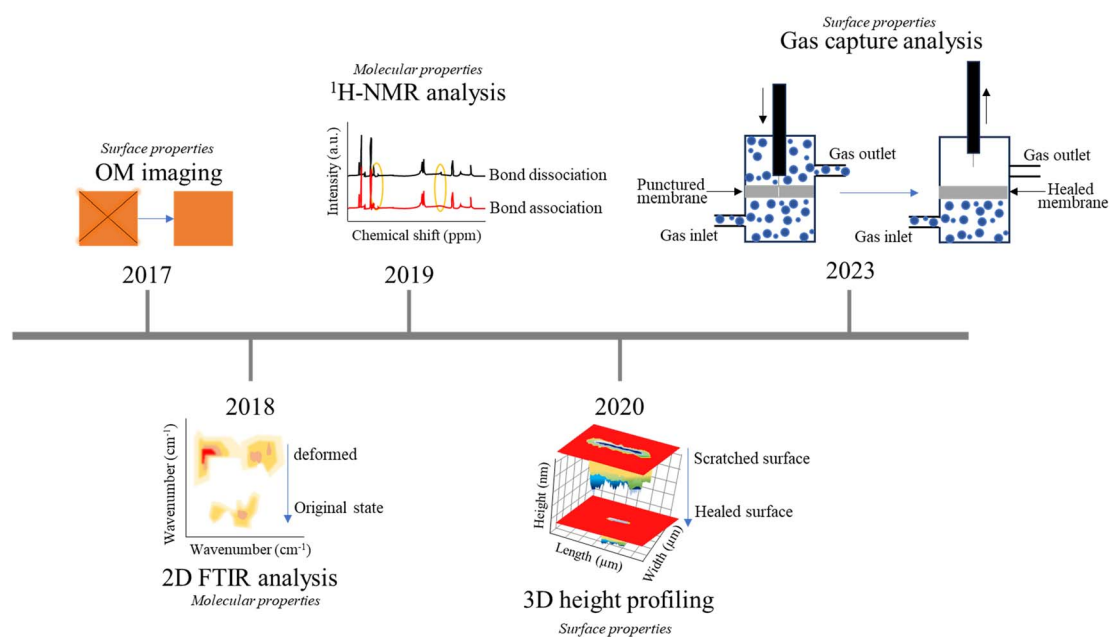 Surface properties
OM imaging
2017
Molecular properties
¹H-NMR analysis
Intensity (a.u.)
Bond dissociation
Bond association
Chemical shift (ppm)
2019
Surface properties
Gas capture analysis
Gas outlet
Punctured
membrane
Gas inlet
Gas outlet
Healed
membrane
Gas inlet
2023
2018
Wavenumber (cm⁻¹)
deformed
Original state
Wavenumber (cm⁻¹)
2D FTIR analysis
Molecular properties
2020
Height (nm)
Scratched surface
Healed surface
Length (µm)
Width (µm)
3D height profiling
Surface properties